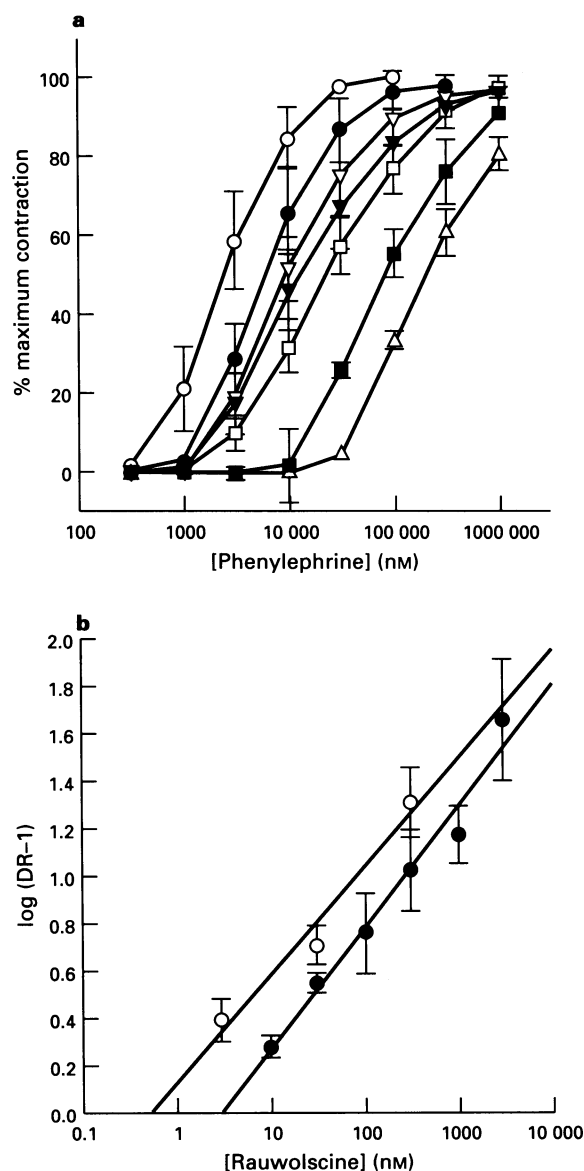 a
100
80
60
40
20
0
% maximum contraction
100 1000 10 000 100 000 1000 000
[Phenylephrine] (nM)
b
2.0
1.8
1.6
1.4
1.2
1.0
0.8
0.6
0.4
0.2
0.0
log (DR–1)
0.1 1 10 100 1000 10 000
[Rauwolscine] (nM)